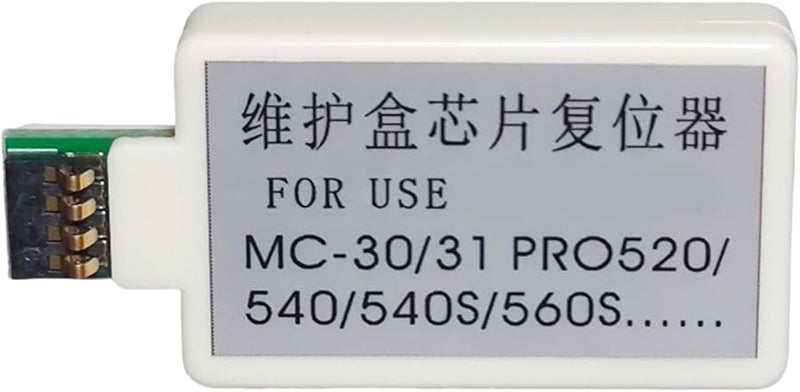 维护盒芯片复位器
FOR USE
MC-30/31 PRO520/
540/540S/560S......